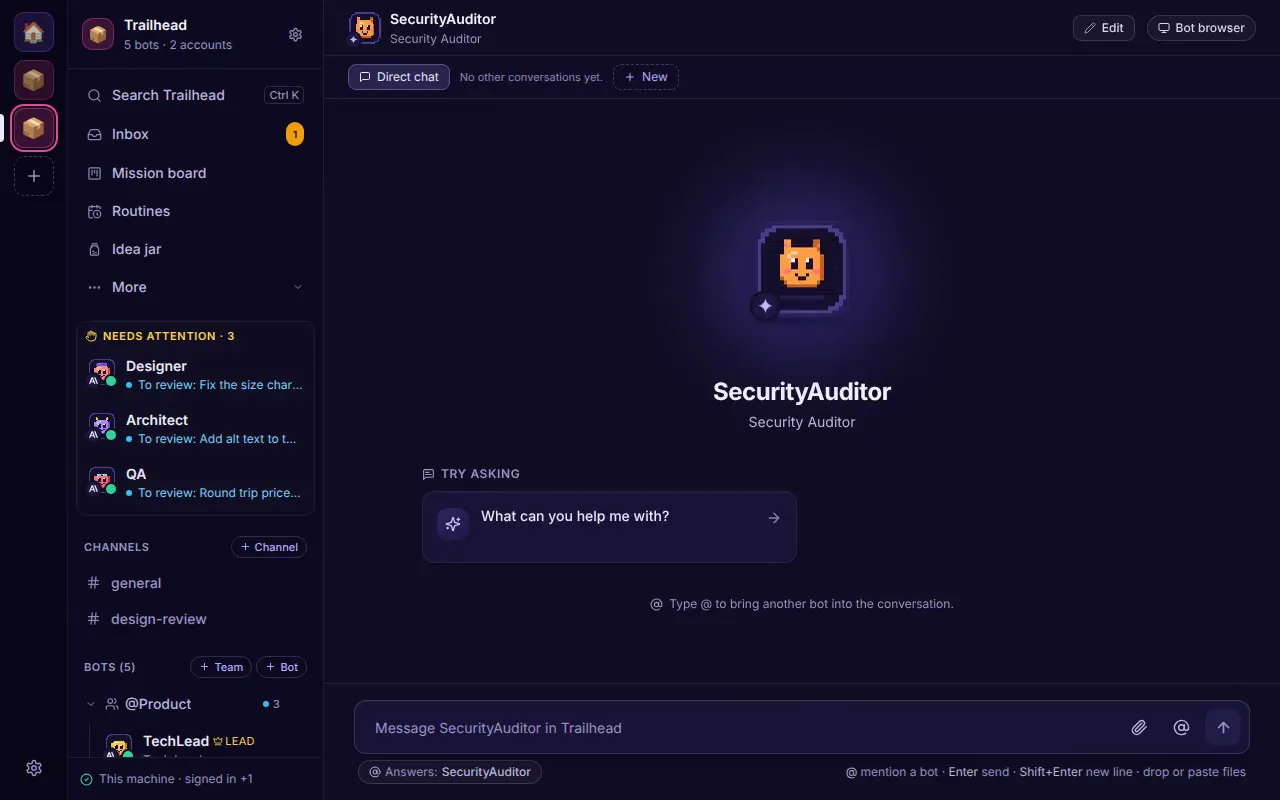 Trailhead
5 bots · 2 accounts
Search Trailhead
Ctrl K
Inbox
1
Mission board
Routines
Idea jar
More
NEEDS ATTENTION · 3
Designer
To review: Fix the size char...
Architect
To review: Add alt text to t...
QA
To review: Round trip price...
CHANNELS
+ Channel
# general
# design-review
BOTS (5)
+ Team
+ Bot
@Product
3
TechLead LEAD
This machine · signed in +1
SecurityAuditor
Security Auditor
Edit
Bot browser
Direct chat
No other conversations yet.
+ New
SecurityAuditor
Security Auditor
TRY ASKING
What can you help me with?
@ Type @ to bring another bot into the conversation.
Message SecurityAuditor in Trailhead
@ Answers: SecurityAuditor
@ mention a bot · Enter send · Shift+Enter new line · drop or paste files